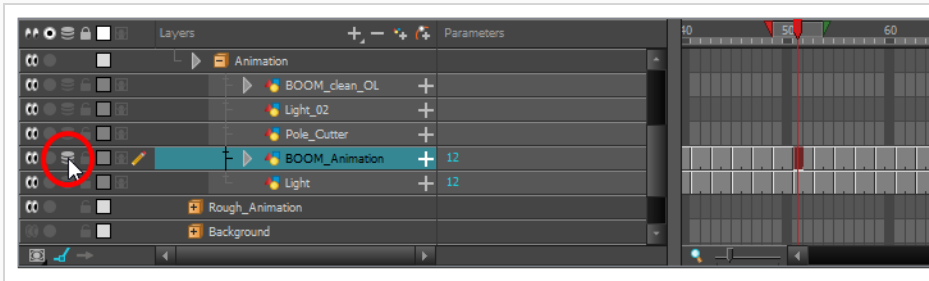 Layers Parameters 40 50 60
Animation
BOOM_clean_OL
Light_02
Pole_Cutter
BOOM_Animation 12
Light 12
Rough_Animation
Background